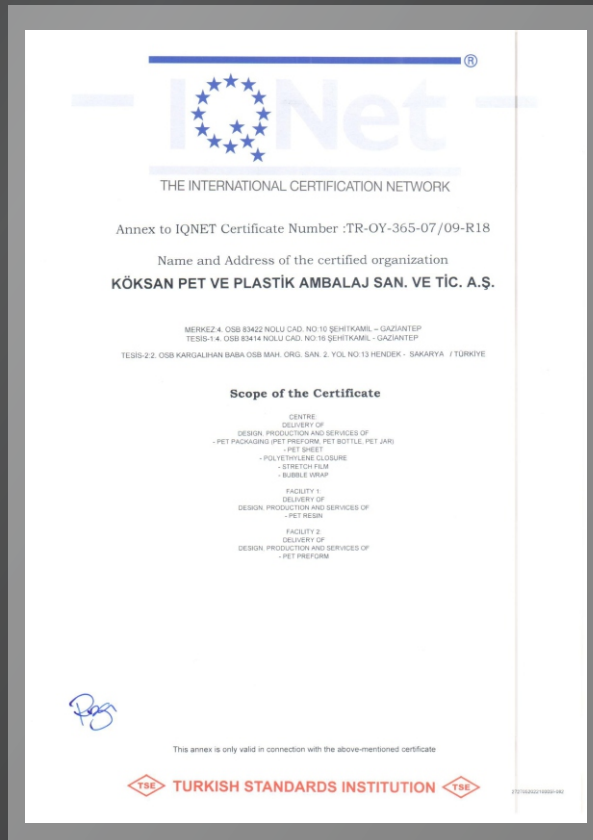 ®
IQNet
THE INTERNATIONAL CERTIFICATION NETWORK
Annex to IQNET Certificate Number :TR-OY-365-07/09-R18
Name and Address of the certified organization
KÖKSAN PET VE PLASTİK AMBALAJ SAN. VE TİC. A.Ş.
MERKEZ:4. OSB 83422 NOLU CAD. NO:10 ŞEHİTKAMİL – GAZİANTEP
TESİS-1:4. OSB 83414 NOLU CAD. NO:16 ŞEHİTKAMİL - GAZİANTEP
TESİS-2:2. OSB KARGALIHAN BABA OSB MAH. ORG. SAN. 2. YOL NO:13 HENDEK - SAKARYA / TÜRKİYE
Scope of the Certificate
CENTRE:
DELIVERY OF
DESIGN, PRODUCTION AND SERVICES OF
- PET PACKAGING (PET PREFORM, PET BOTTLE, PET JAR)
- PET SHEET
- POLYETHYLENE CLOSURE
- STRETCH FILM
- BUBBLE WRAP
FACILITY 1:
DELIVERY OF
DESIGN, PRODUCTION AND SERVICES OF
- PET RESIN
FACILITY 2:
DELIVERY OF
DESIGN, PRODUCTION AND SERVICES OF
- PET PREFORM
This annex is only valid in connection with the above-mentioned certificate
TSE TURKISH STANDARDS INSTITUTION TSE